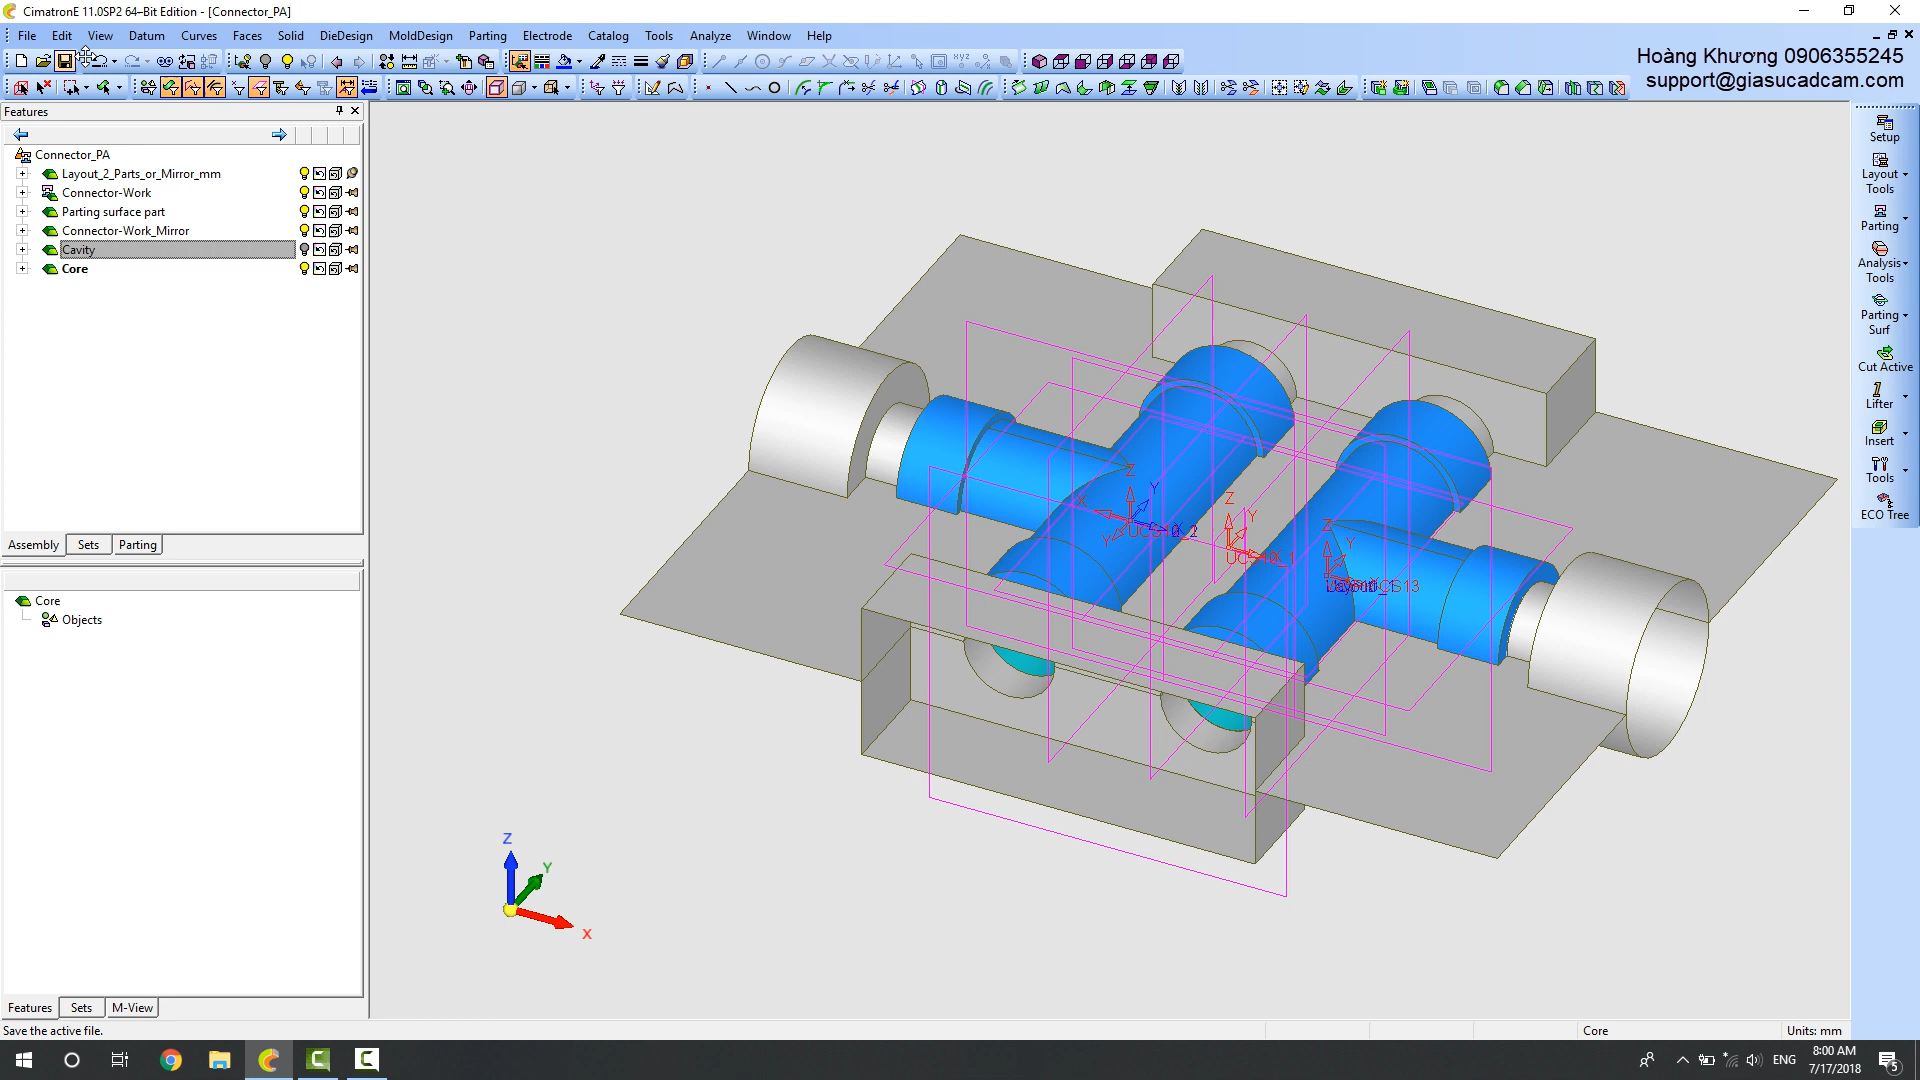 CimatronE 11.0SP2 64–Bit Edition - [Connector_PA]
File Edit View Datum Curves Faces Solid DieDesign MoldDesign Parting Electrode Catalog Tools Analyze Window Help
Hoàng Khương 0906355245
support@giasucadcam.com
Features
Connector_PA
Layout_2_Parts_or_Mirror_mm
Connector-Work
Parting surface part
Connector-Work_Mirror
Cavity
Core
Assembly Sets Parting
Core
Objects
Features Sets M-View
Setup
Layout
Tools
Parting
Analysis
Tools
Parting
Surf
Cut Active
Lifter
Insert
Tools
ECO Tree
Z
Y
X
Z
Y
Z
Y
Z
Y
X
Save the active file.
Core
Units: mm
ENG
8:00 AM
7/17/2018
5